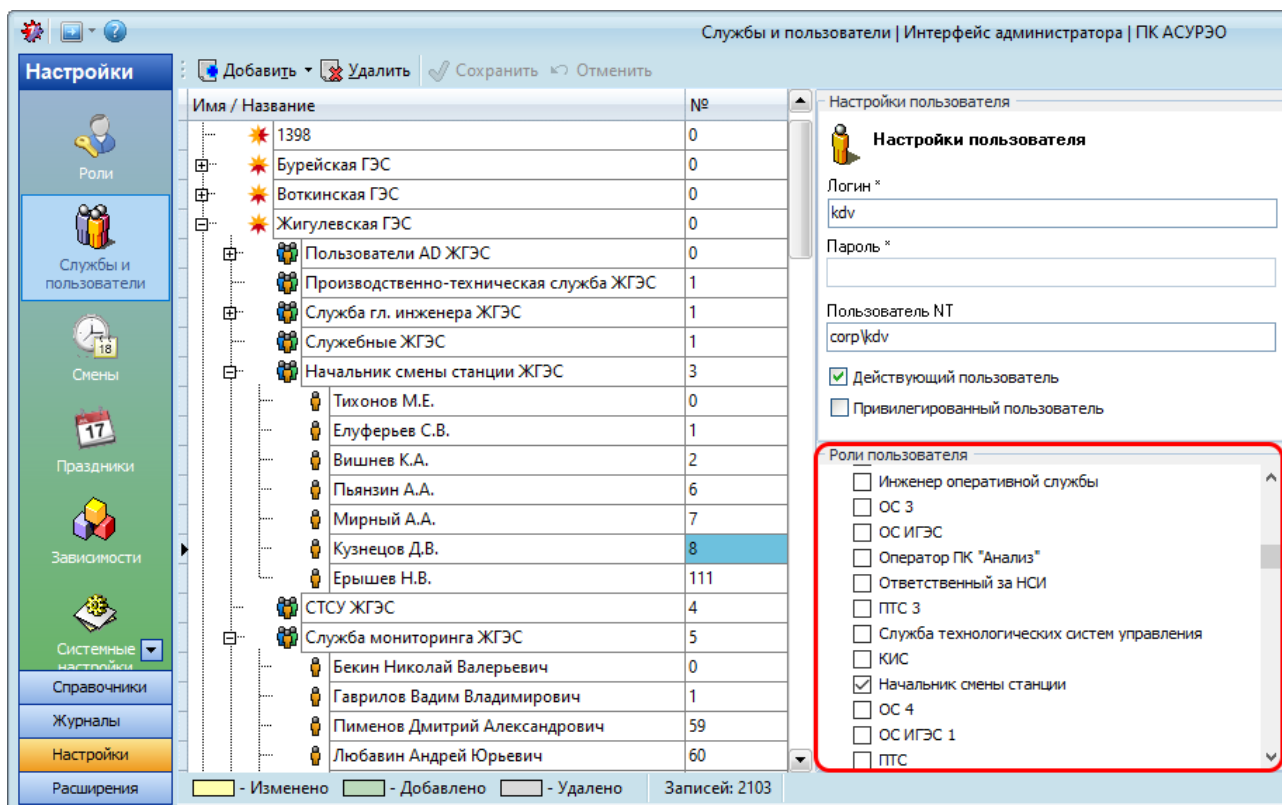 Службы и пользователи | Интерфейс администратора | ПК АСУРЭО
Настройки
Роли
Службы и
пользователи
18
Смены
17
Праздники
Зависимости
Системные
настройки
Справочники
Журналы
Настройки
Расширения
Добавить Удалить Сохранить Отменить
Имя / Название №
1398 0
Бурейская ГЭС 0
Воткинская ГЭС 0
Жигулевская ГЭС 0
Пользователи AD ЖГЭС 0
Производственно-техническая служба ЖГЭС 1
Служба гл. инженера ЖГЭС 1
Служебные ЖГЭС 1
Начальник смены станции ЖГЭС 3
Тихонов М.Е. 0
Елуферьев С.В. 1
Вишнев К.А. 2
Пьянзин А.А. 6
Мирный А.А. 7
Кузнецов Д.В. 8
Ерышев Н.В. 111
СТСУ ЖГЭС 4
Служба мониторинга ЖГЭС 5
Бекин Николай Валерьевич 0
Гаврилов Вадим Владимирович 1
Пименов Дмитрий Александрович 59
Любавин Андрей Юрьевич 60
- Изменено - Добавлено - Удалено Записей: 2103
Настройки пользователя
Настройки пользователя
Логин *
kdv
Пароль *
Пользователь NT
corp\kdv
Действующий пользователь
Привилегированный пользователь
Роли пользователя
Инженер оперативной службы
ОС 3
ОС ИГЭС
Оператор ПК "Анализ"
Ответственный за НСИ
ПТС 3
Служба технологических систем управления
КИС
Начальник смены станции
ОС 4
ОС ИГЭС 1
ПТС